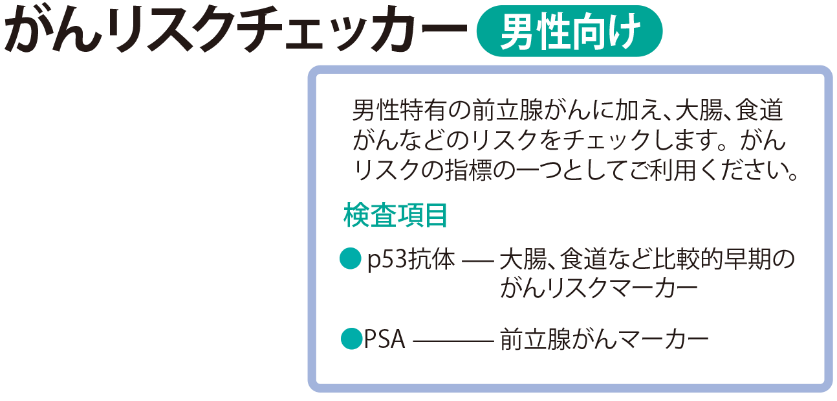 がんリスクチェッカー 男性向け
男性特有の前立腺がんに加え、大腸、食道
がんなどのリスクをチェックします。がん
リスクの指標の一つとしてご利用ください。
検査項目
● p53抗体 ― 大腸、食道など比較的早期の
がんリスクマーカー
●PSA ――― 前立腺がんマーカー